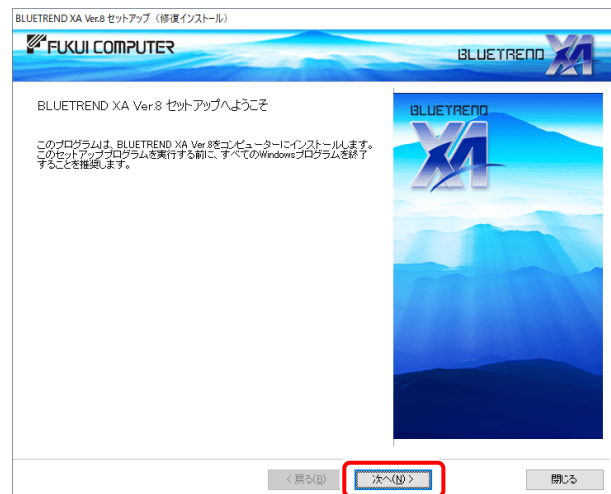 BLUETREND XA Ver.8 セットアップ（修復インストール）
FUKUI COMPUTER
BLUETREND XA
BLUETREND XA Ver.8 セットアップへようこそ
このプログラムは、BLUETREND XA Ver.8をコンピューターにインストールします。
このセットアッププログラムを実行する前に、すべてのWindowsプログラムを終了
することを推奨します。
BLUETREND
XA
< 戻る(B)
次へ(N) >
閉じる